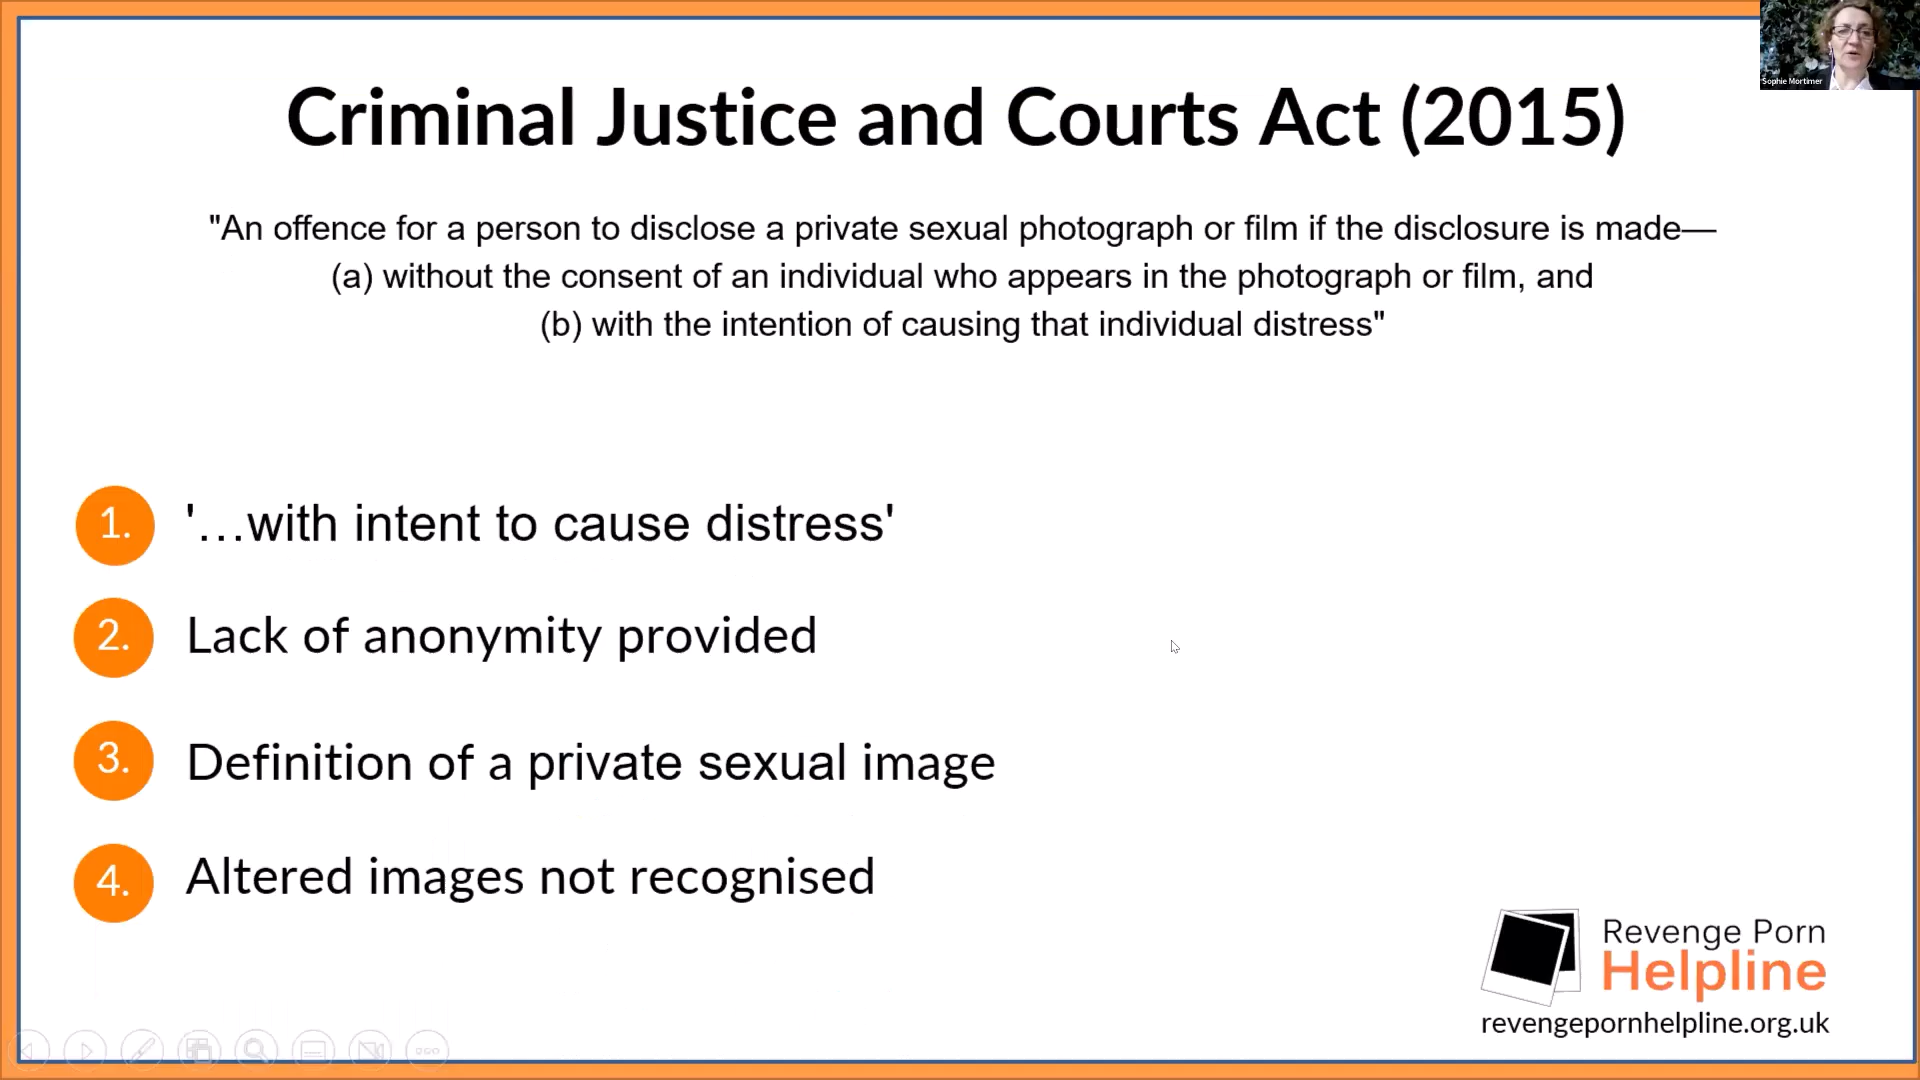 Sophie Mortimer
Criminal Justice and Courts Act (2015)
"An offence for a person to disclose a private sexual photograph or film if the disclosure is made—
(a) without the consent of an individual who appears in the photograph or film, and
(b) with the intention of causing that individual distress"
1. '…with intent to cause distress'
2. Lack of anonymity provided
3. Definition of a private sexual image
4. Altered images not recognised
Revenge Porn
Helpline
revengepornhelpline.org.uk